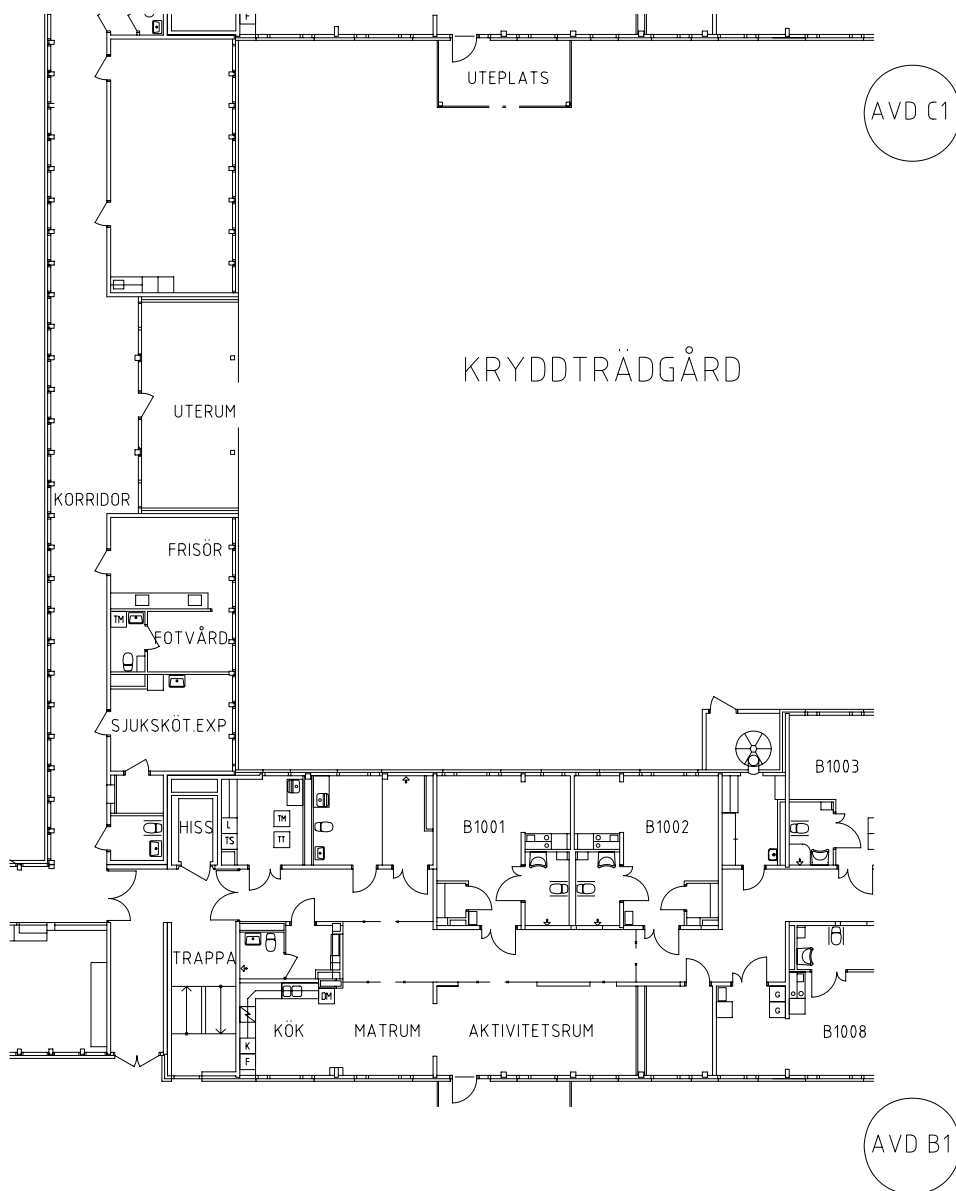 F
UTEPLATS
AVD C1
KRYDDTRÄDGÅRD
UTERUM
KORRIDOR
FRISÖR
TM
FOTVÅRD
SJUKSKÖT.EXP
B1003
HISS
L
TS
TM
TT
B1001
B1002
TRAPPA
DM
G
G
KÖK
MATRUM
AKTIVITETSRUM
B1008
K
F
AVD B1